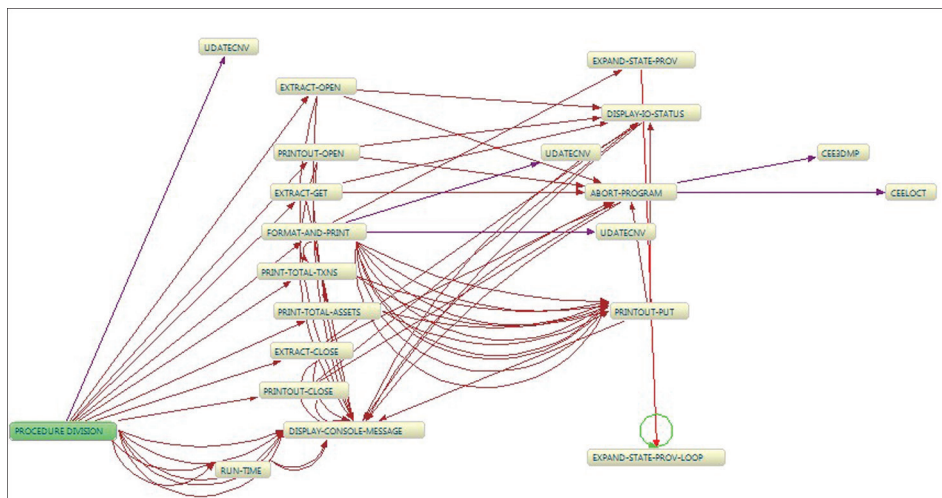 UDATECNV
EXPAND-STATE-PROV
EXTRACT-OPEN
DISPLAY-IO-STATUS
PRINTOUT-OPEN
UDATECNV
CEE3DMP
EXTRACT-GET
ABORT-PROGRAM
CEELOCT
FORMAT-AND-PRINT
UDATECNV
PRINT-TOTAL-TXNS
PRINT-TOTAL-ASSETS
PRINTOUT-PUT
EXTRACT-CLOSE
PRINTOUT-CLOSE
PROCEDURE DIVISION
DISPLAY-CONSOLE-MESSAGE
EXPAND-STATE-PROV-LOOP
RUN-TIME